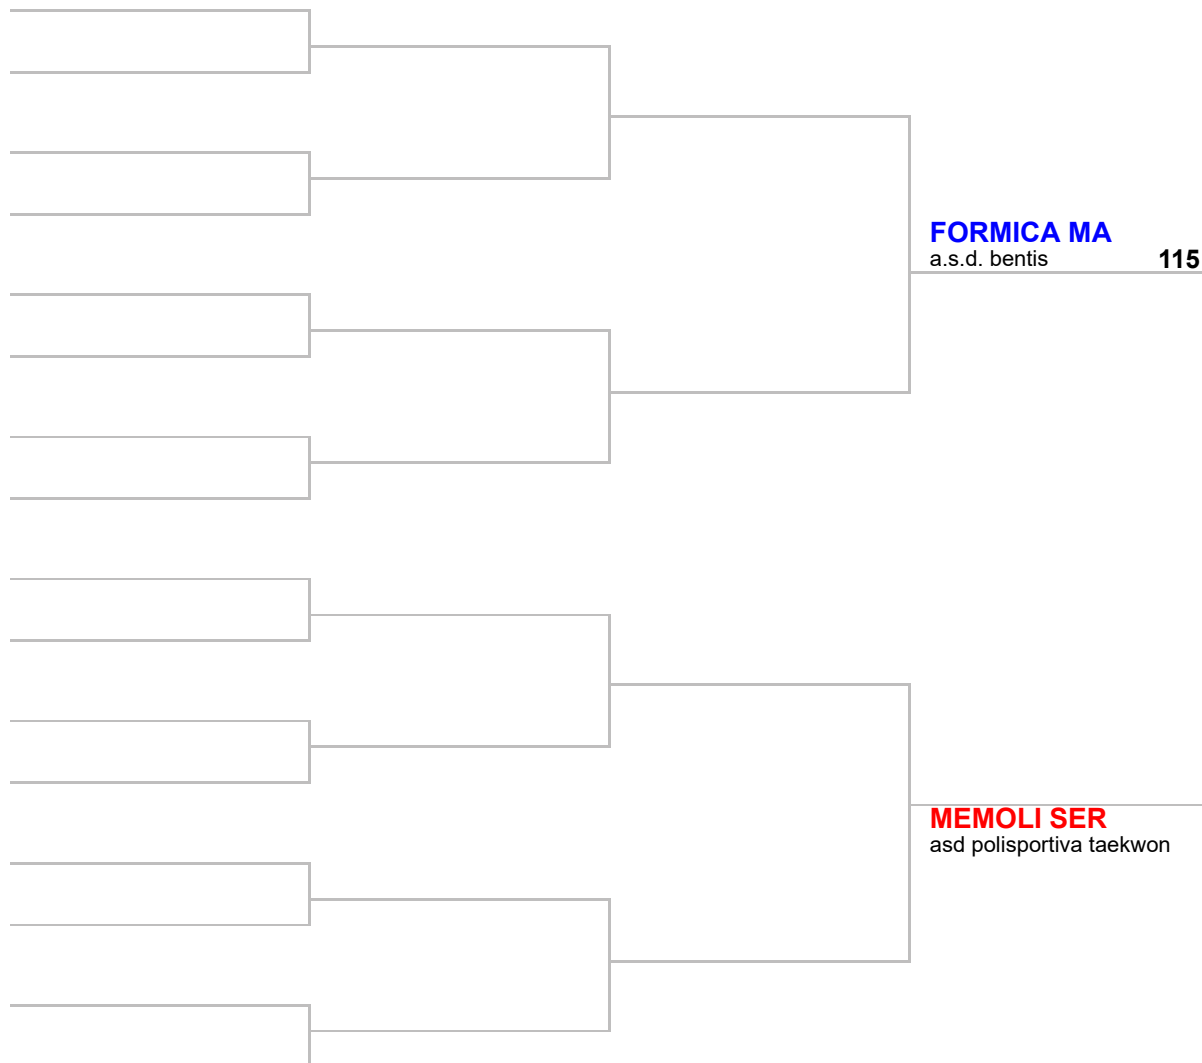 FORMICA MA
a.s.d. bentis 115
MEMOLI SER
asd polisportiva taekwon